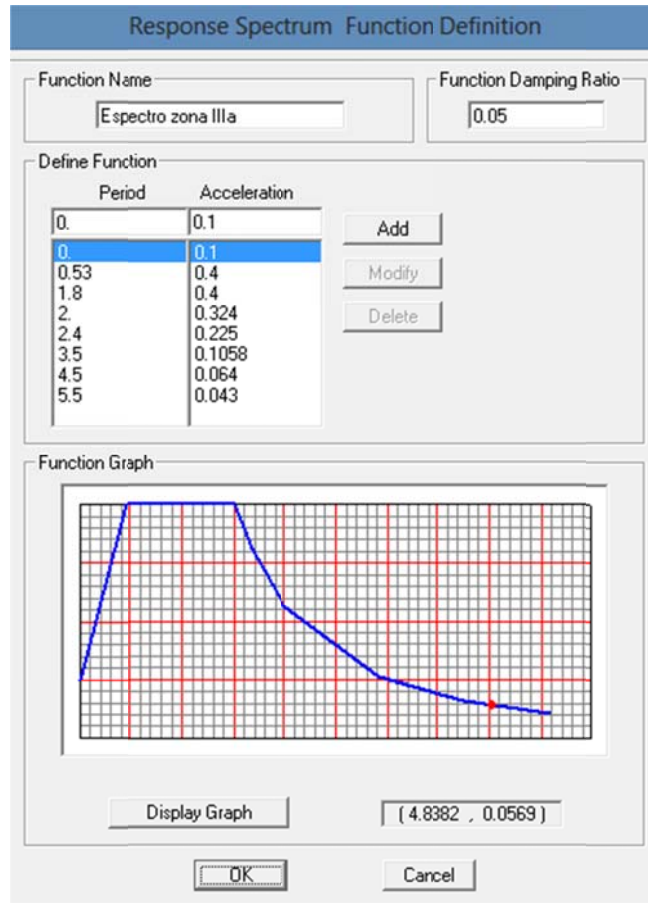 Response Spectrum Function Definition
Function Name
Function Damping Ratio
Espectro zona IIIa
0.05
Define Function
Period Acceleration
0. 0.1
Add
0. 0.1
0.53 0.4
Modify
1.8 0.4
2. 0.324
Delete
2.4 0.225
3.5 0.1058
4.5 0.064
5.5 0.043
Function Graph
Display Graph
( 4.8382 , 0.0569 )
OK
Cancel